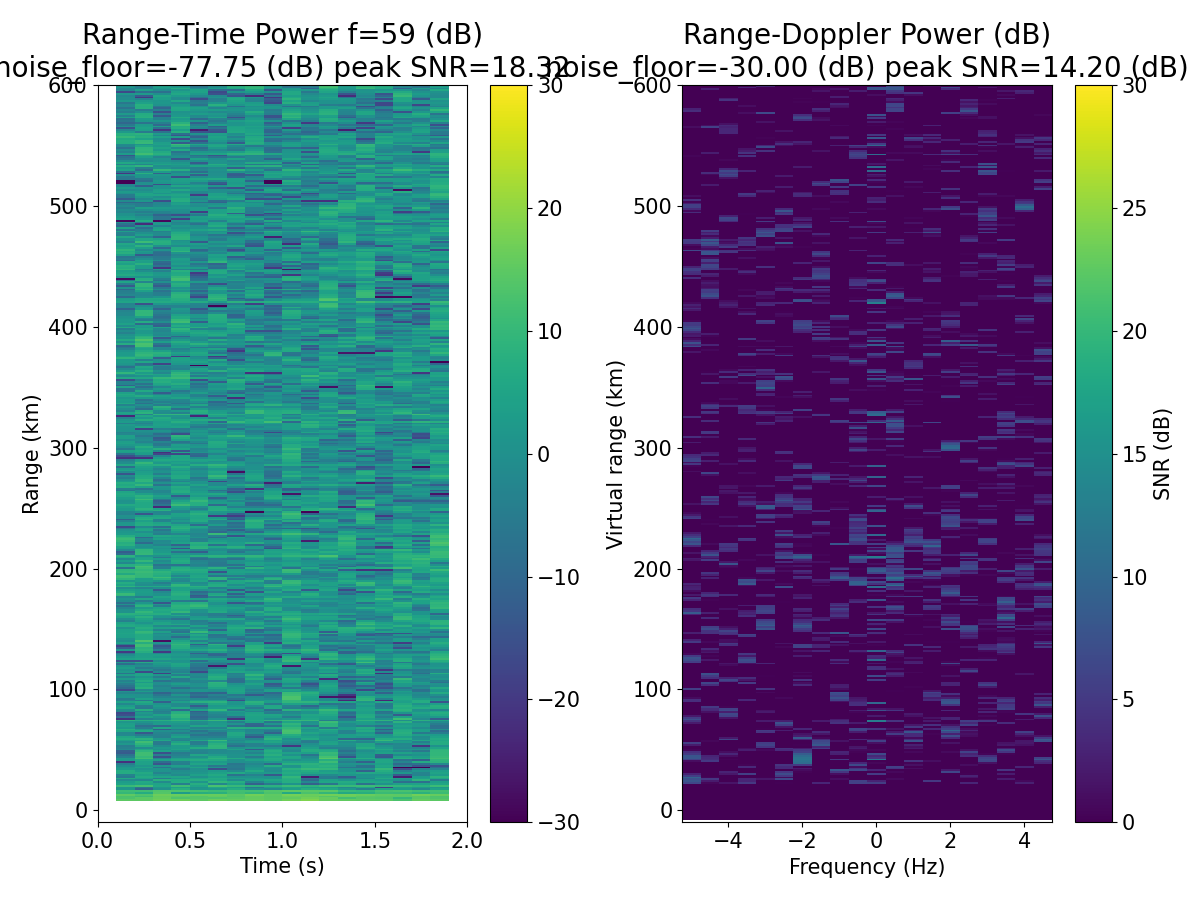 Range-Time Power f=59 (dB)
noise_floor=-77.75 (dB) peak SNR=18.32
Range-Doppler Power (dB)
noise_floor=-30.00 (dB) peak SNR=14.20 (dB)
600
500
400
300
200
100
0
Range (km)
0.0 0.5 1.0 1.5 2.0
Time (s)
30
20
10
0
−10
−20
−30
600
500
400
300
200
100
0
Virtual range (km)
−4 −2 0 2 4
Frequency (Hz)
30
25
20
15
10
5
0
SNR (dB)